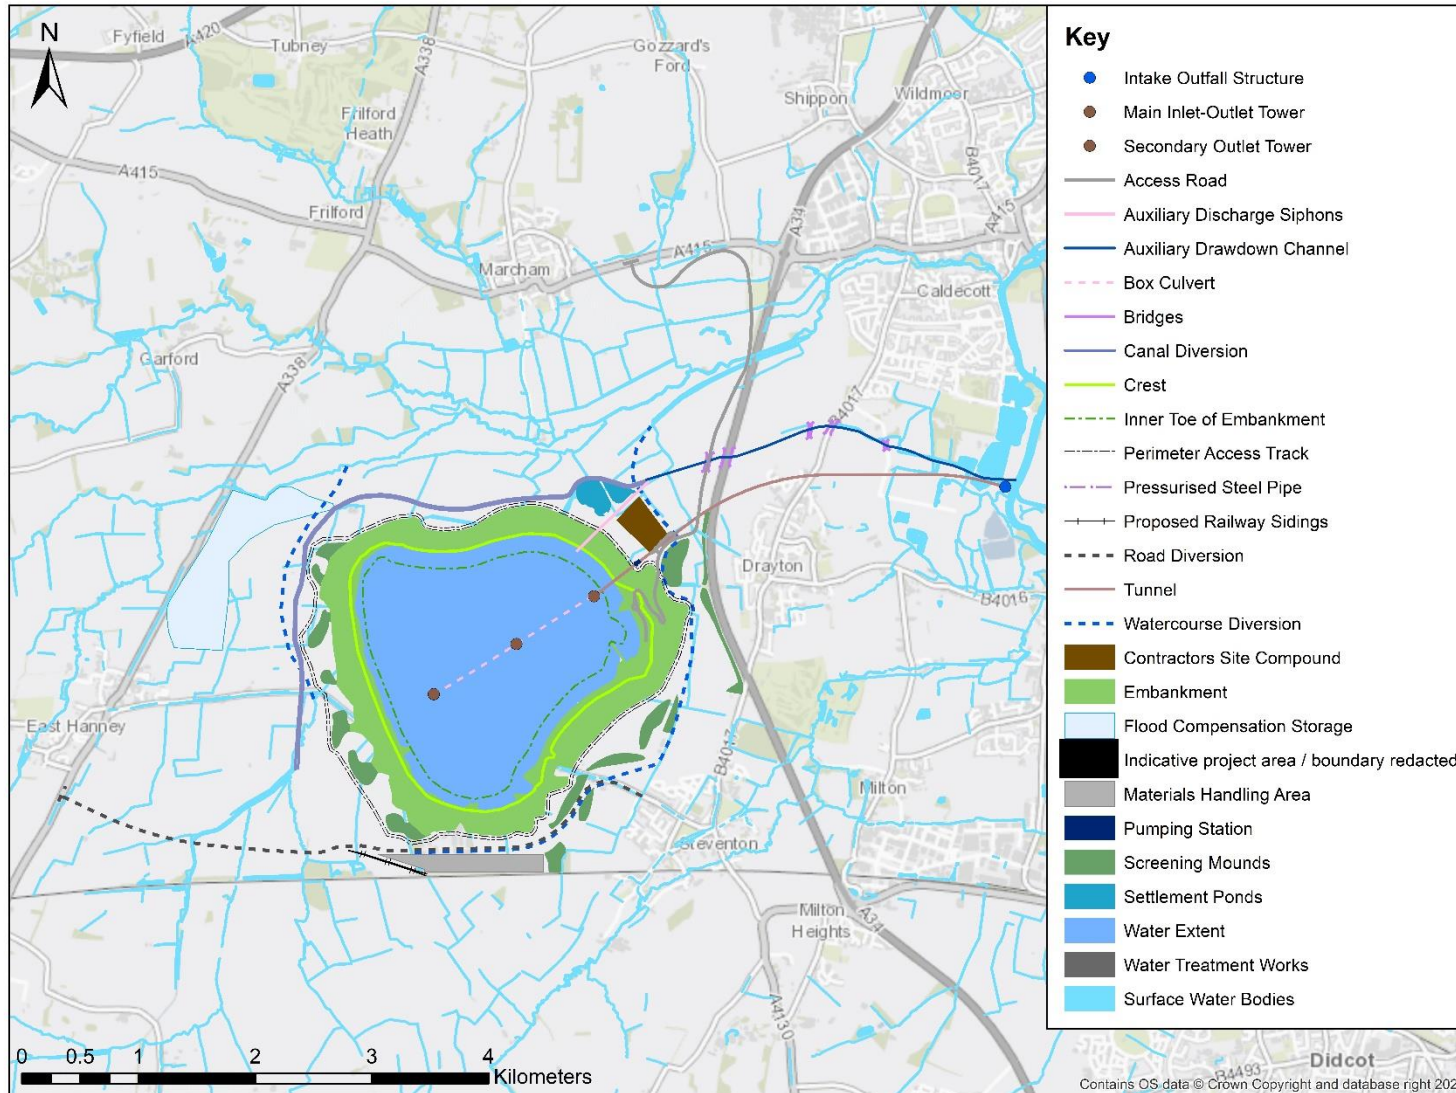 N
Fyfield
A420
Tubney
A338
Gozzard's
Ford
Shippon
Wildmoor
Frilford
Heath
A415
B4017
A415
Frilford
A34
A415
Marcham
Caldecott
Garford
A338
B4017
Drayton
B4016
East Hanney
B4017
Milton
Steventon
Milton
Heights
A34
A4130
Didcot
B4493
0 0.5 1 2 3 4
Kilometers
Key
Intake Outfall Structure
Main Inlet-Outlet Tower
Secondary Outlet Tower
Access Road
Auxiliary Discharge Siphons
Auxiliary Drawdown Channel
Box Culvert
Bridges
Canal Diversion
Crest
Inner Toe of Embankment
Perimeter Access Track
Pressurised Steel Pipe
Proposed Railway Sidings
Road Diversion
Tunnel
Watercourse Diversion
Contractors Site Compound
Embankment
Flood Compensation Storage
Indicative project area / boundary redacted
Materials Handling Area
Pumping Station
Screening Mounds
Settlement Ponds
Water Extent
Water Treatment Works
Surface Water Bodies
Contains OS data © Crown Copyright and database right 202